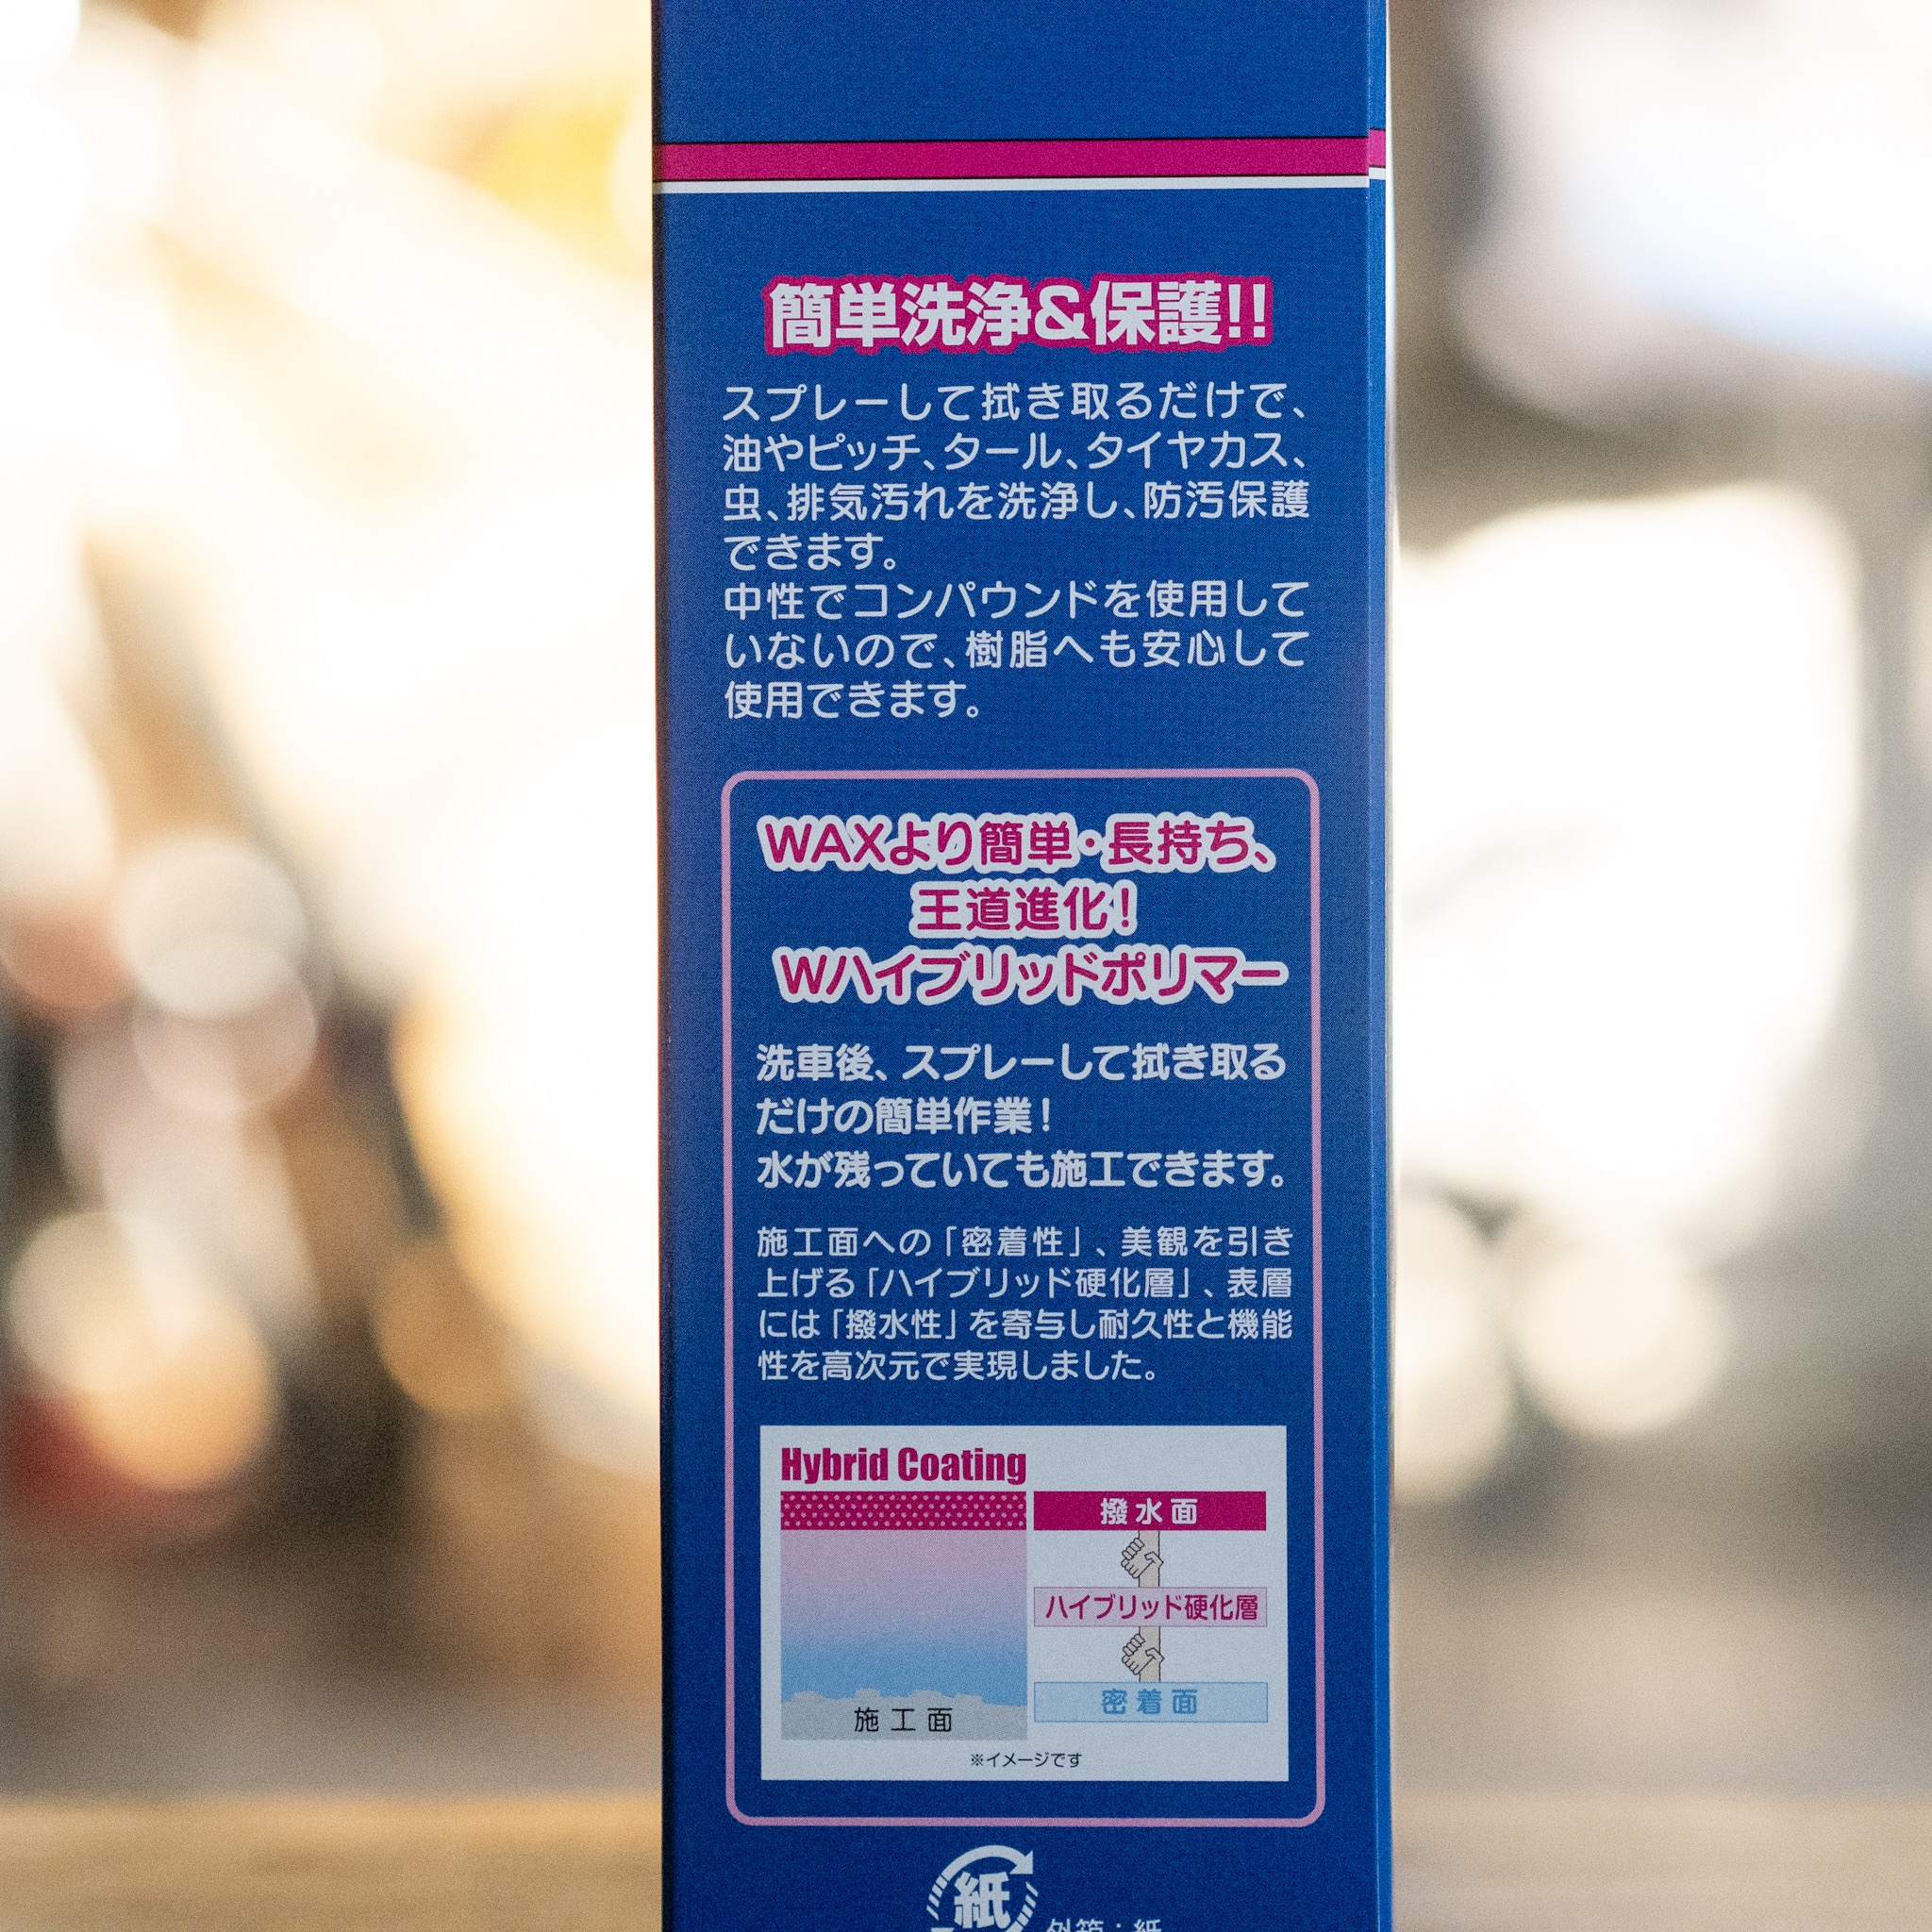 簡単洗浄&保護!!
スプレーして拭き取るだけで、
油やピッチ、タール、タイヤカス、
虫、排気汚れを洗浄し、防汚保護
できます。
中性でコンパウンドを使用して
いないので、樹脂へも安心して
使用できます。
WAXより簡単・長持ち、
王道進化!
Wハイブリッドポリマー
洗車後、スプレーして拭き取る
だけの簡単作業!
水が残っていても施工できます。
施工面への「密着性」、美観を引き
上げる「ハイブリッド硬化層」、表層
には「撥水性」を寄与し耐久性と機能
性を高次元で実現しました。
Hybrid Coating
撥水面
ハイブリッド硬化層
密着面
施工面
※イメージです
紙
外箱:紙